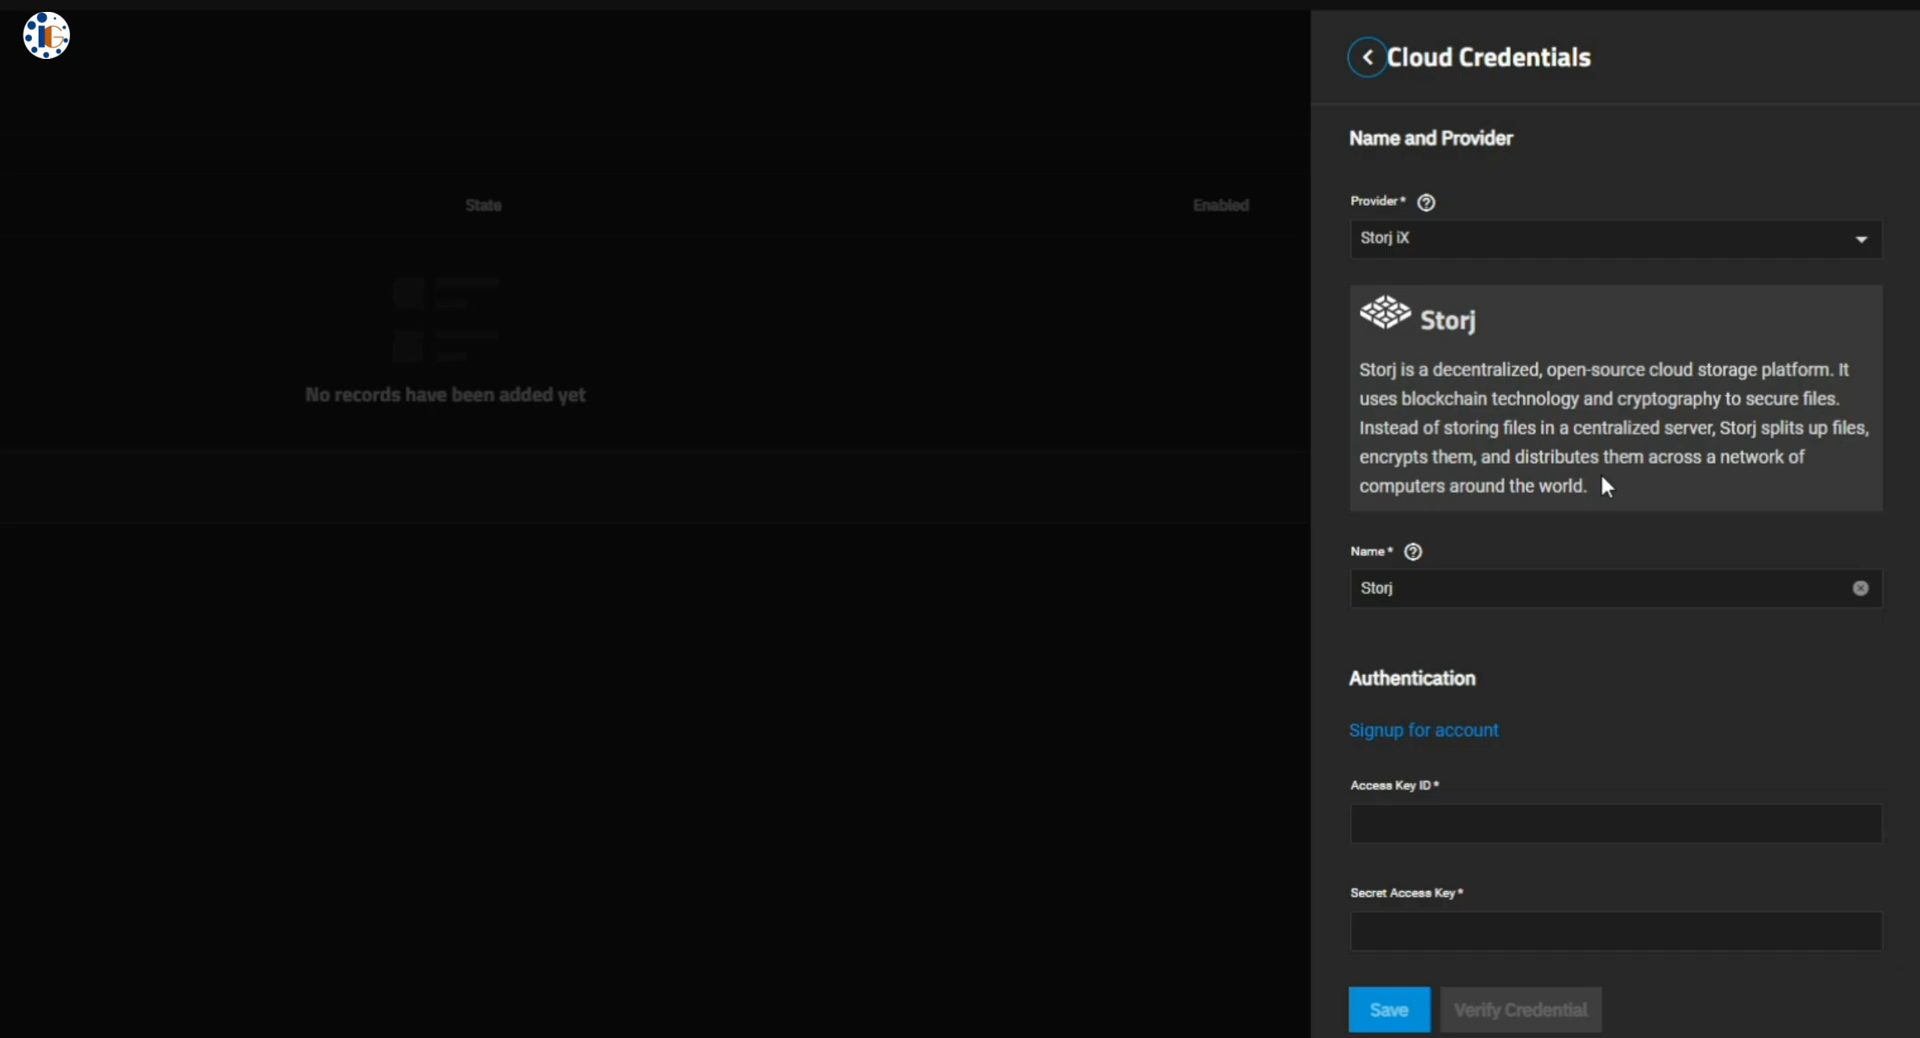 iG
Cloud Credentials
Name and Provider
State
Enabled
Provider*
Storj iX
Storj
Storj is a decentralized, open-source cloud storage platform. It
uses blockchain technology and cryptography to secure files.
Instead of storing files in a centralized server, Storj splits up files,
encrypts them, and distributes them across a network of
computers around the world.
No records have been added yet
Name*
Storj
Authentication
Signup for account
Access Key ID*
Secret Access Key*
Save
Verify Credential